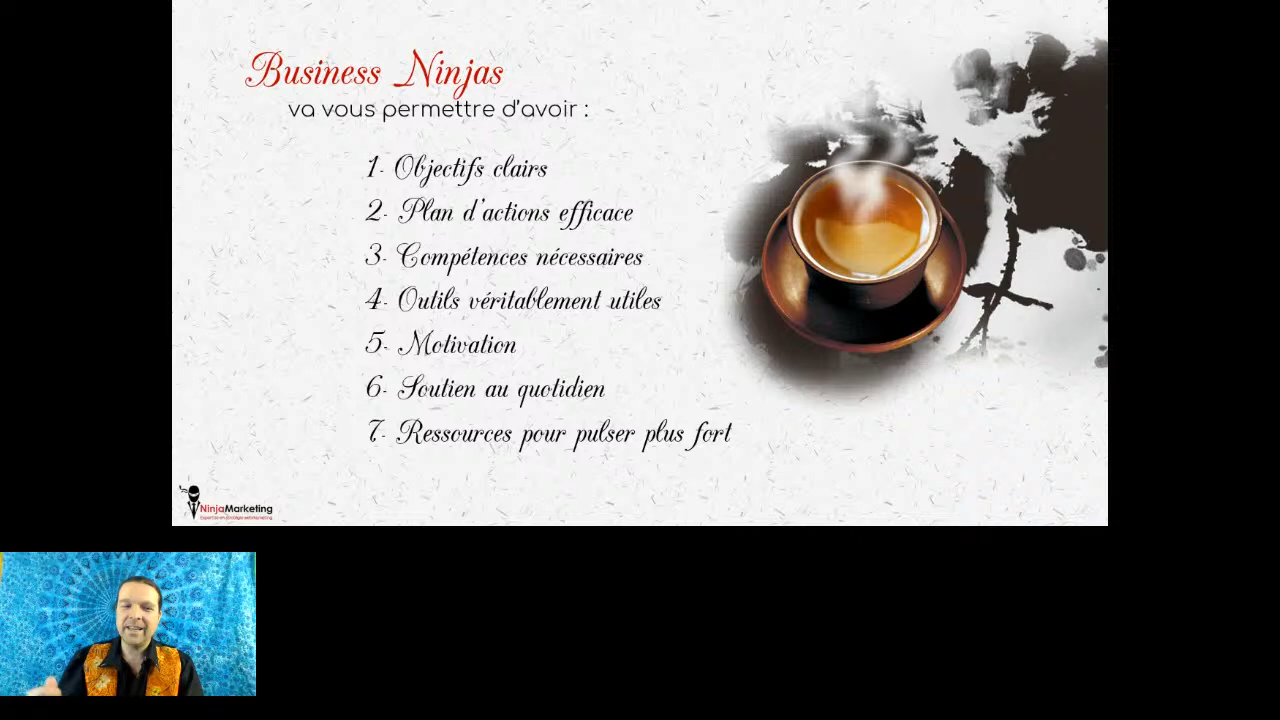 Business Ninjas
va vous permettre d'avoir :
1- Objectifs clairs
2- Plan d'actions efficace
3- Compétences nécessaires
4- Outils véritablement utiles
5- Motivation
6- Soutien au quotidien
7- Ressources pour pulser plus fort
NinjaMarketing